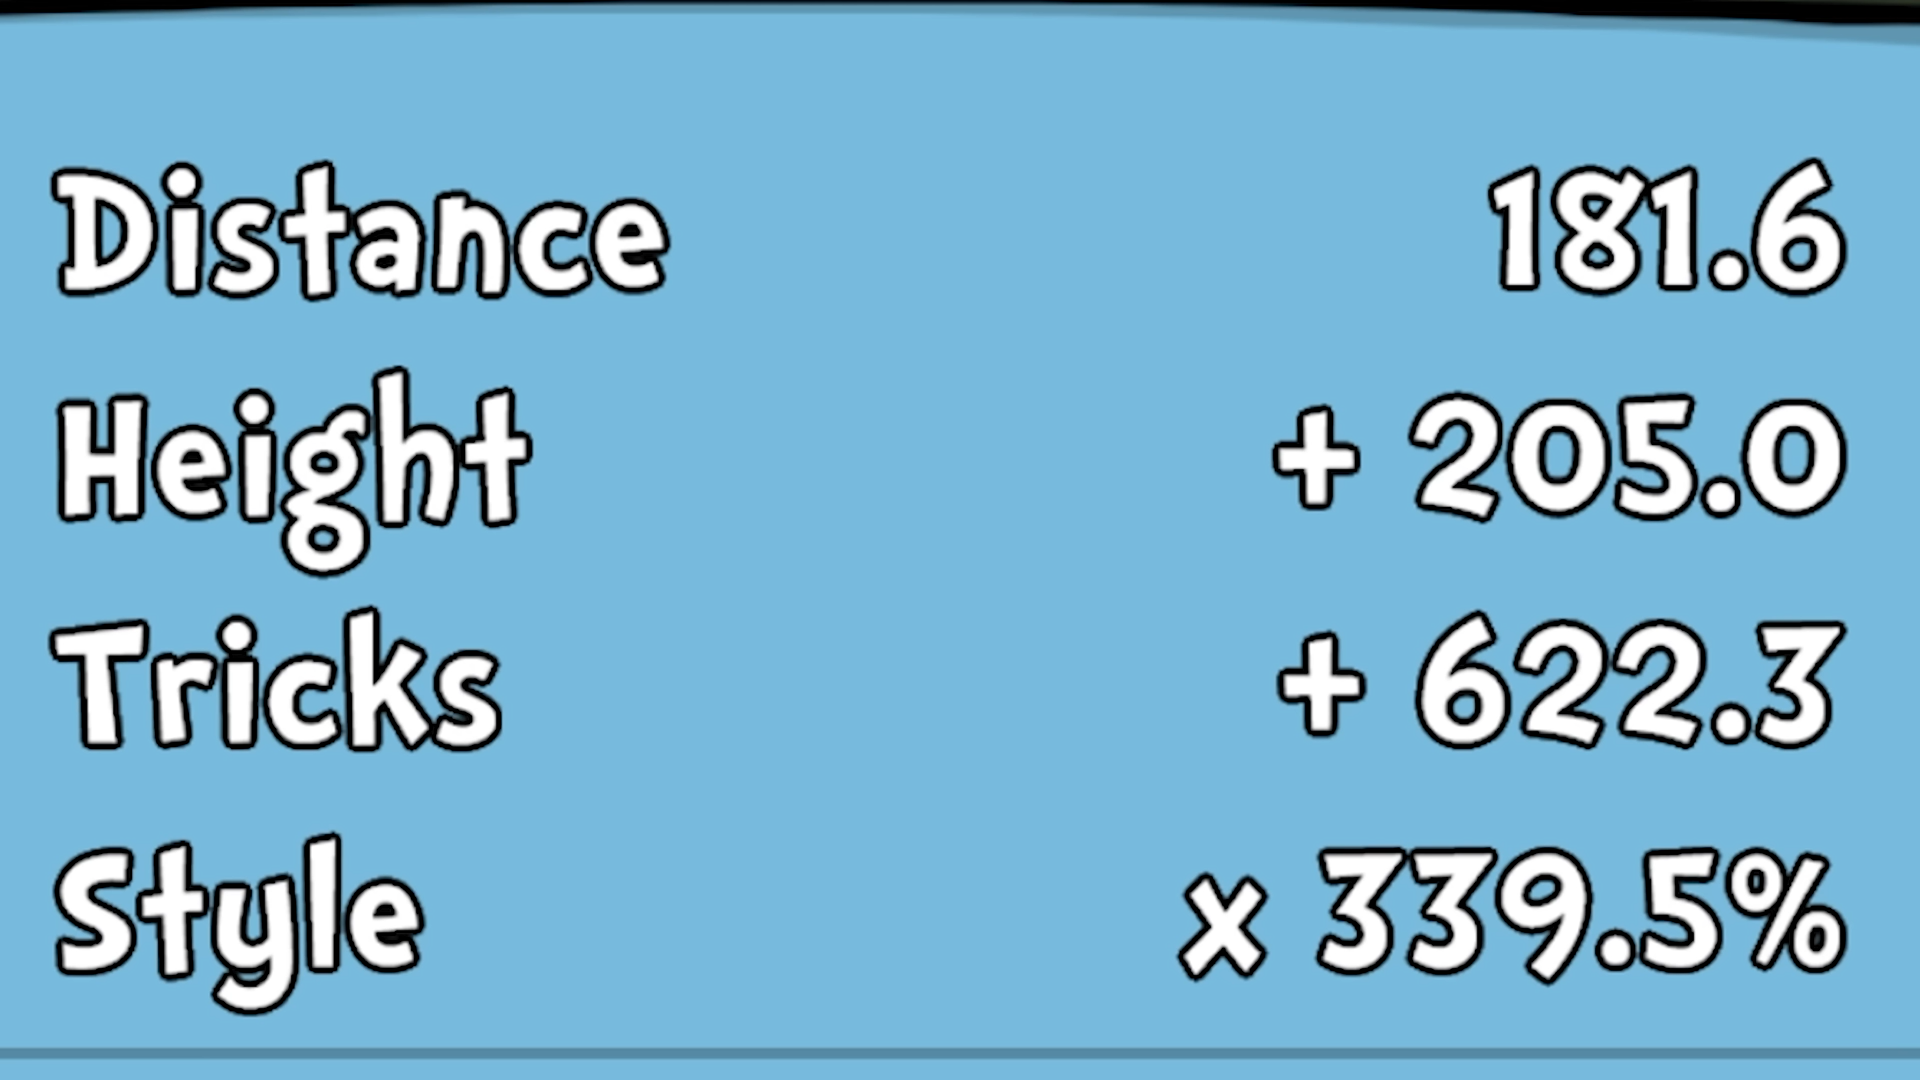 Distance 181.6
Height + 205.0
Tricks + 622.3
Style x 339.5%